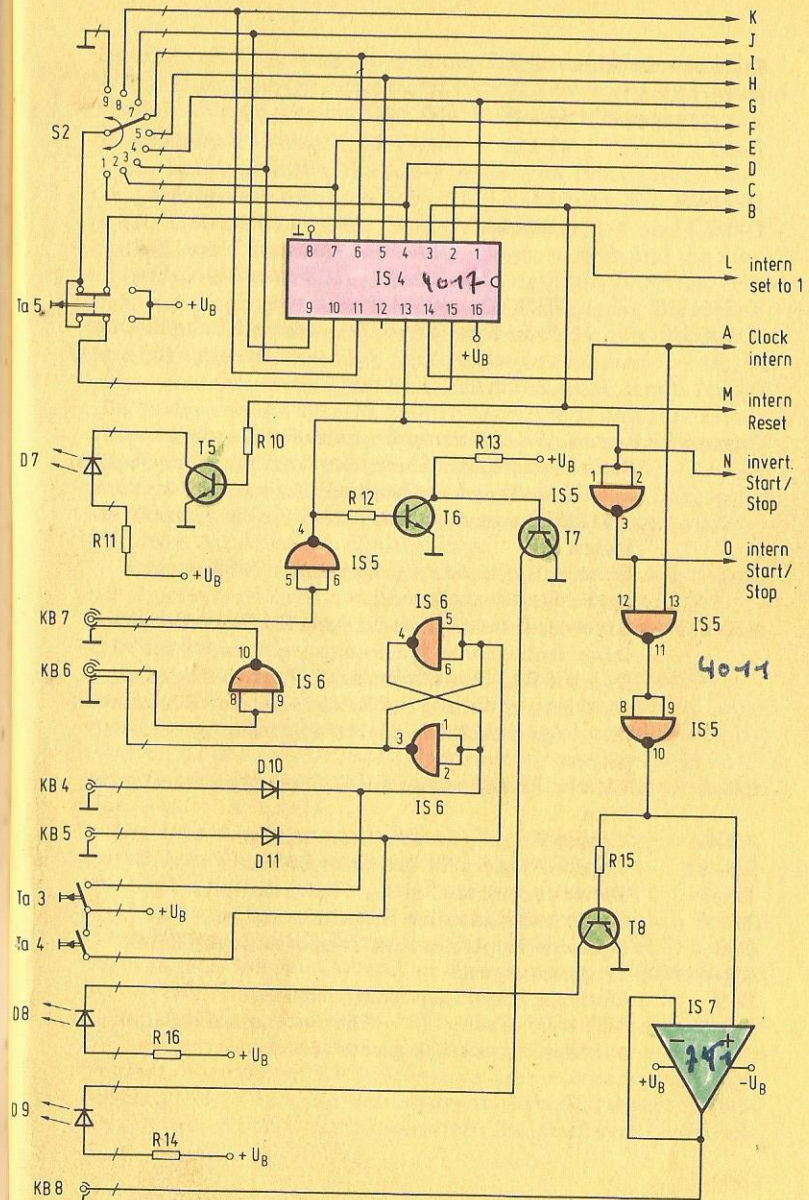 K
J
I
H
G
F
E
D
C
B
9 8 7
S2
5
4
1 2 3
8 7 6 5 4 3 2 1
IS 4 4017
9 10 11 12 13 14 15 16
+UB
L intern
set to 1
Ta 5
+UB
A Clock
intern
M intern
Reset
D7
T5
R10
R13
+UB
N invert.
Start/
Stop
IS 5
1 2
3
R11
+UB
4
R12
T6
T7
IS 5
5 6
O intern
Start/
Stop
KB 7
KB 6
10
IS 6
8 9
IS 6
4 5
6
12 13
IS 5
11
4011
8 9
IS 5
10
3 1
2
IS 6
KB 4
D10
KB 5
D11
R15
Ta 3
+UB
Ta 4
T8
D8
R16
+UB
IS 7
- +
741
+UB
-UB
D9
R14
+UB
KB 8